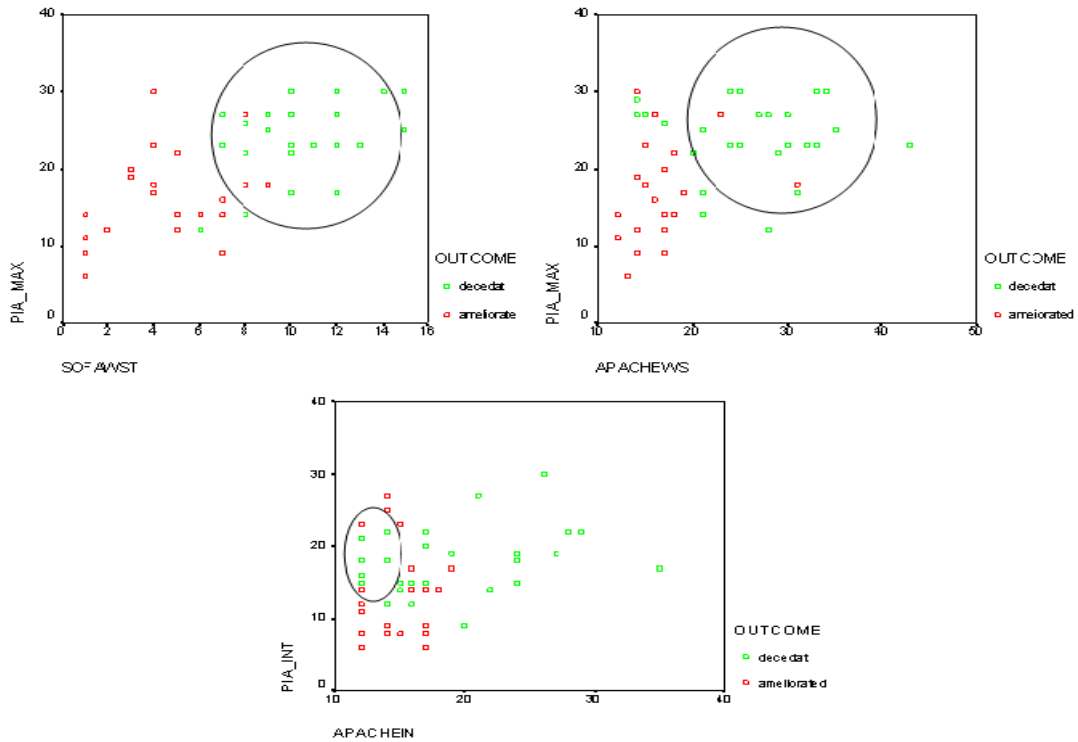 40
30
20
10
0
PIA_MAX
0 2 4 6 8 10 12 14 16
SOFAWST
OUTCOME
decedat
ameliorate
40
30
20
10
0
PIA_MAX
10 20 30 40 50
APACHEWS
OUTCOME
decedat
ameiorated
40
30
20
10
0
PIA_INT
10 20 30 40
APACHEIN
OUTCOME
decedat
ameliorated